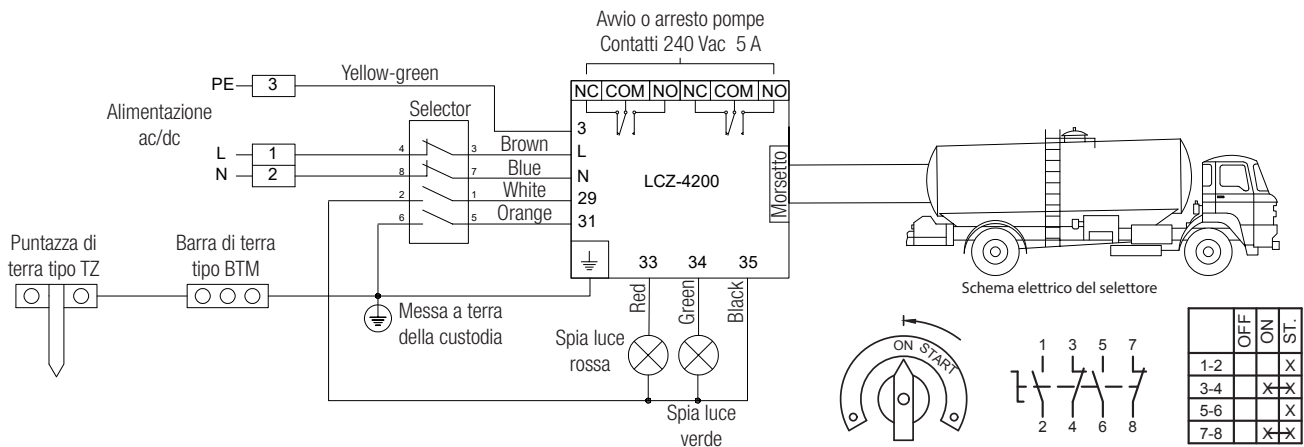 Avvio o arresto pompe
Contatti 240 Vac 5 A
NC COM NO NC COM NO
PE 3 Yellow-green
Alimentazione
ac/dc
Selector
3
L 1 4 3 Brown L
N 2 8 7 Blue N
2 1 White 29
6 5 Orange 31
LCZ-4200
Morsetto
33 34 35
Red
Green
Black
Puntazza di
terra tipo TZ
Barra di terra
tipo BTM
Messa a terra
della custodia
Spia luce
rossa
Spia luce
verde
Schema elettrico del selettore
ON START
1 3 5 7
2 4 6 8
OFF ON ST.
1-2 X
3-4 X X
5-6 X
7-8 X X